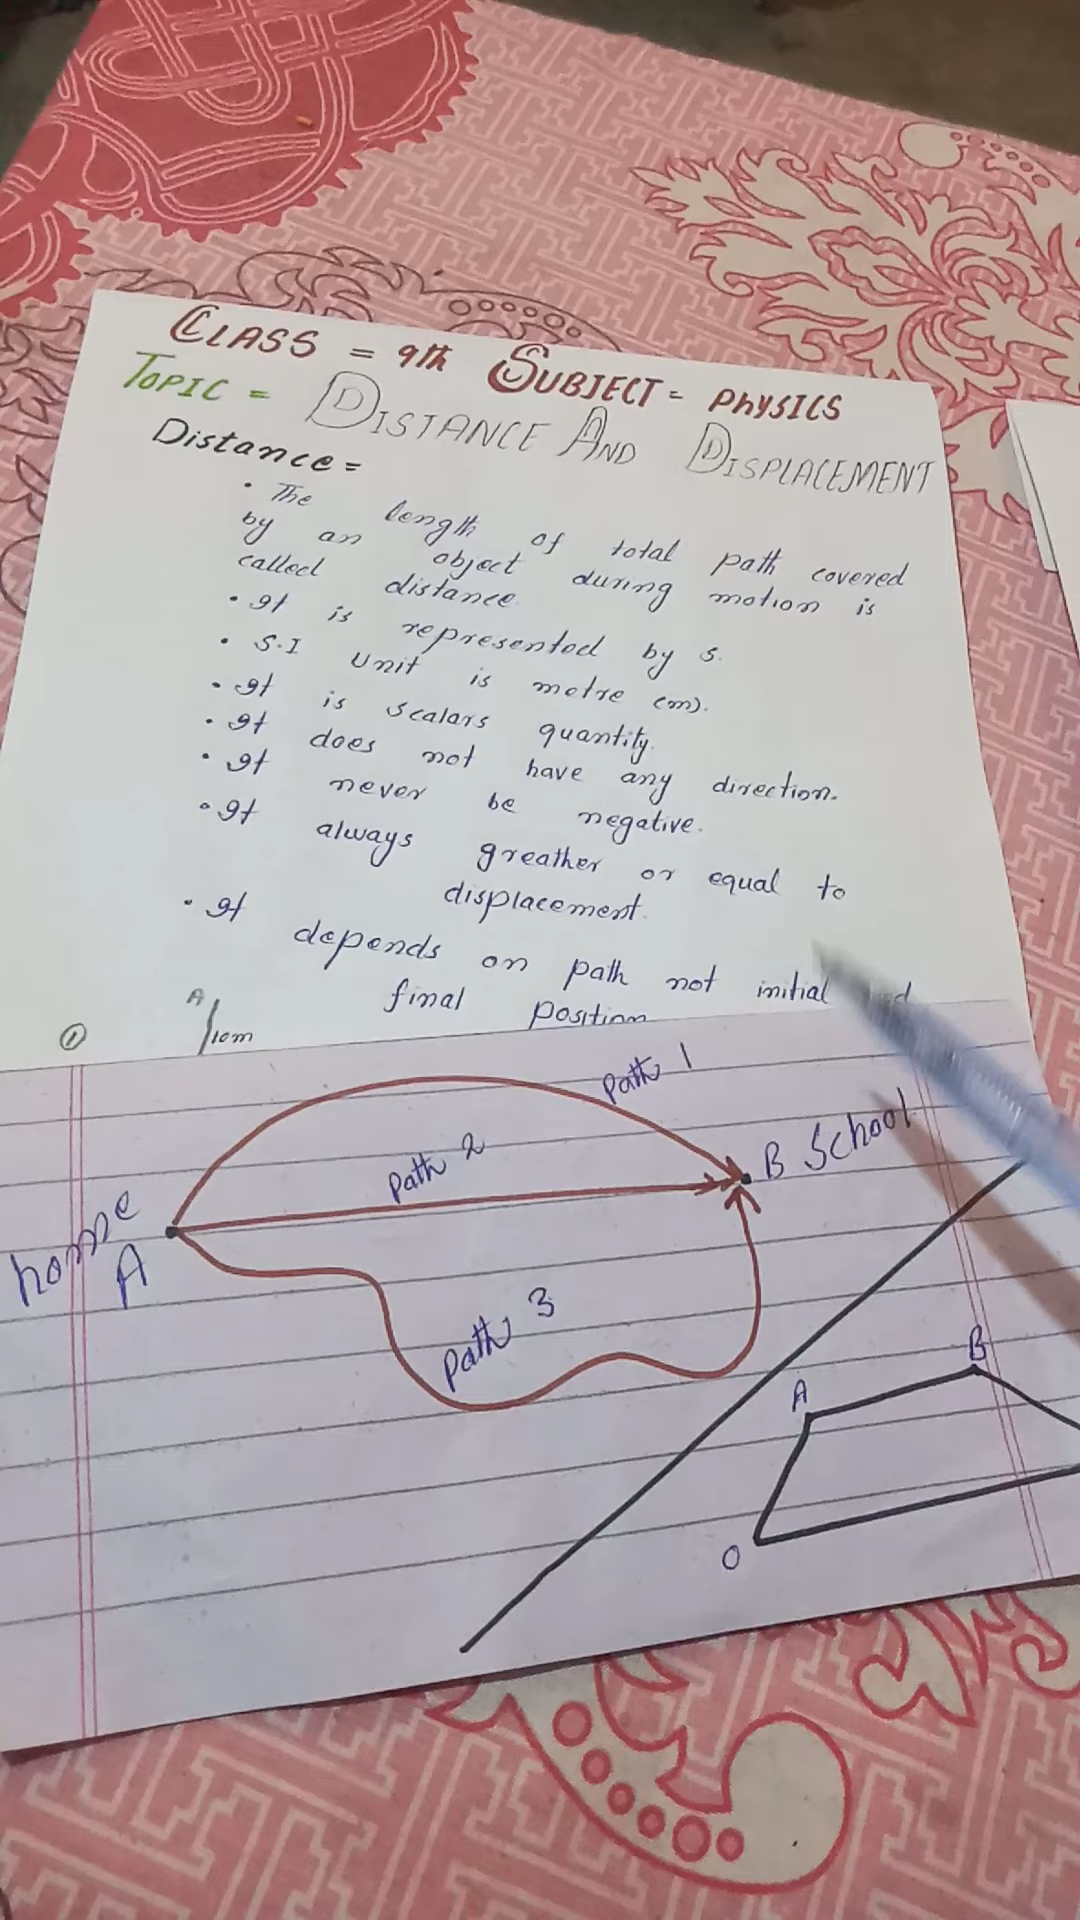 CLASS = 9th SUBJECT = PHYSICS
TOPIC = DISTANCE AND DISPLACEMENT
Distance =
• The length of total path covered
by an object during motion is
called distance.
• It is represented by s.
• S.I Unit is metre (m).
• It is scalars quantity.
• It does not have any direction.
• It never be negative.
• It always greather or equal to
displacement.
• It depends on path not initial
final position
① A 10m
Path 1
Path 2
B School
home
A
Path 3
A
B
O